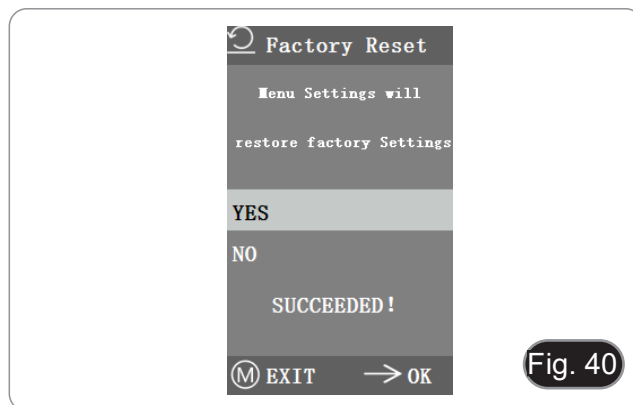 Factory Reset
Menu Settings will
restore factory Settings
YES
NO
SUCCEEDED!
M EXIT → OK
Fig. 40